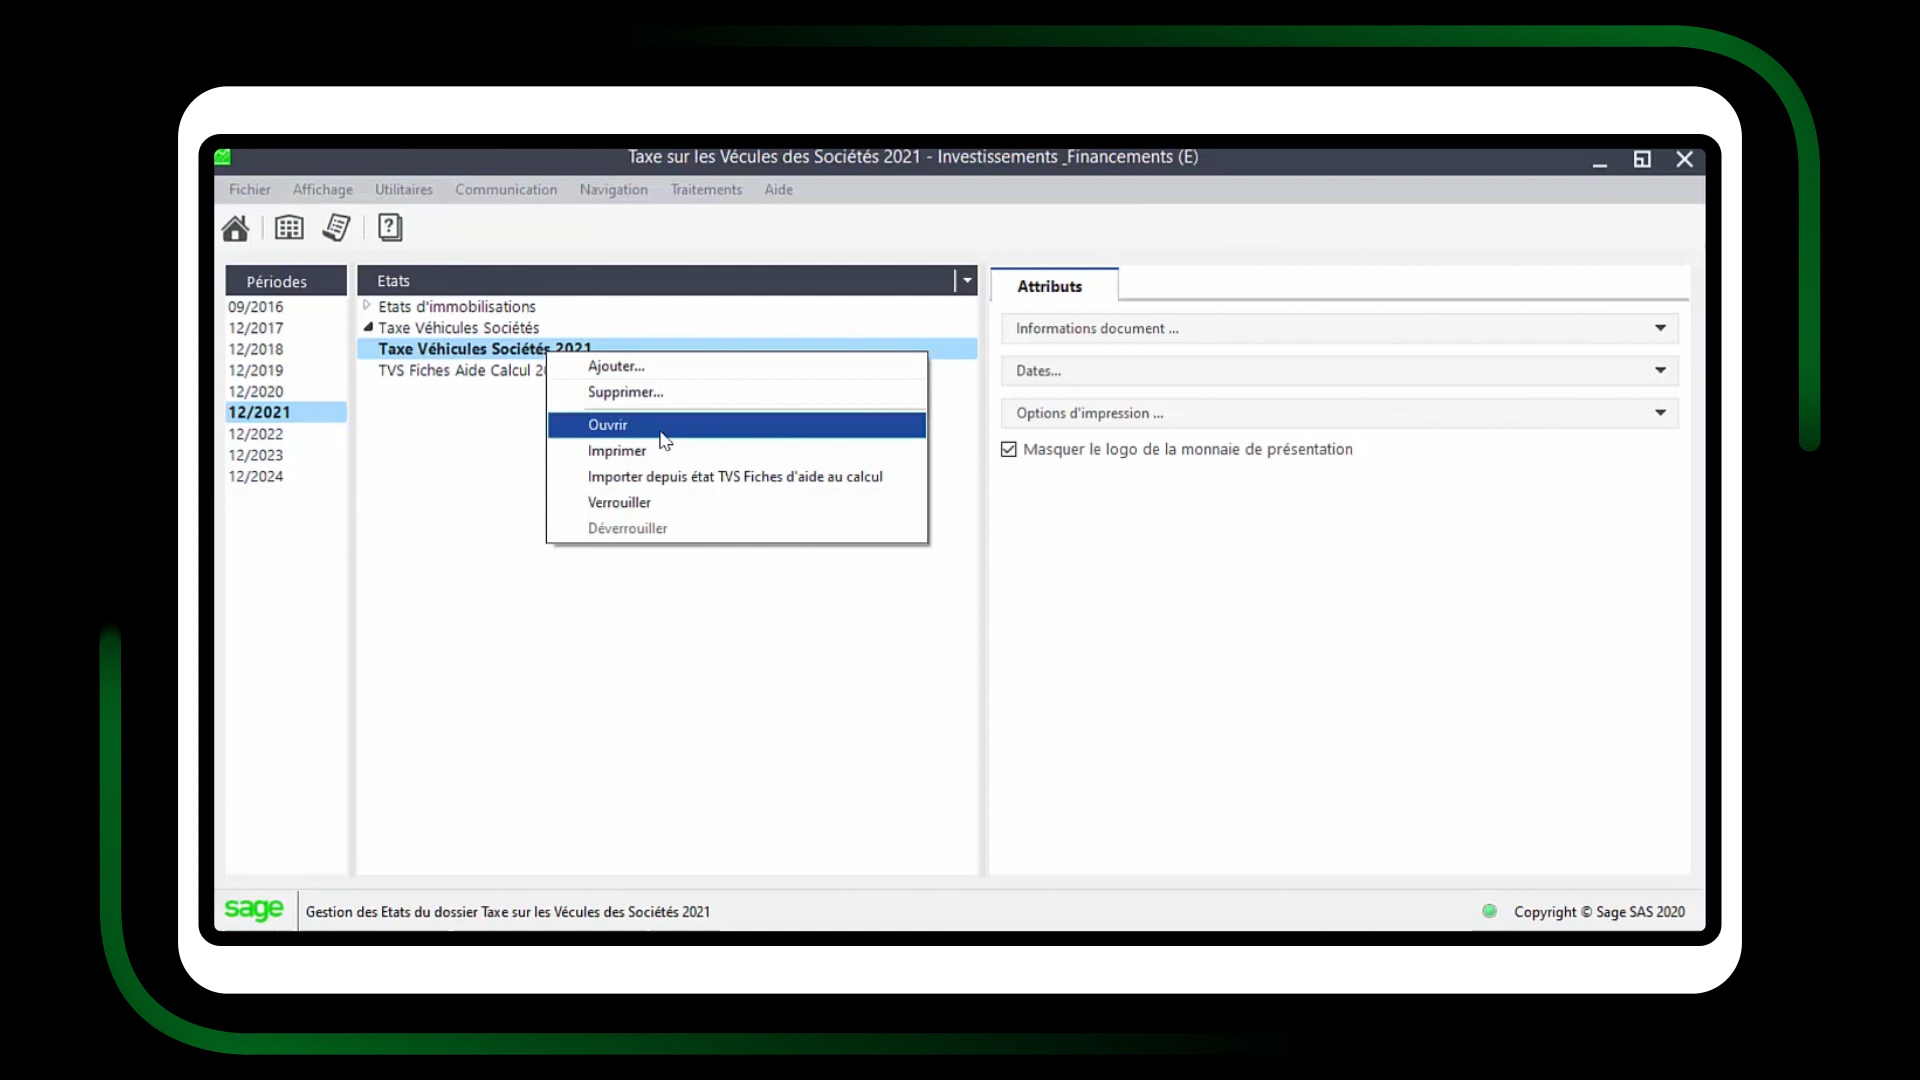 Taxe sur les Vécules des Sociétés 2021 - Investissements _Financements (E)
Fichier Affichage Utilitaires Communication Navigation Traitements Aide
Périodes
09/2016
12/2017
12/2018
12/2019
12/2020
12/2021
12/2022
12/2023
12/2024
Etats
Etats d'immobilisations
Taxe Véhicules Sociétés
Taxe Véhicules Sociétés 2021
TVS Fiches Aide Calcul
Ajouter...
Supprimer...
Ouvrir
Imprimer
Importer depuis état TVS Fiches d'aide au calcul
Verrouiller
Déverrouiller
Attributs
Informations document ...
Dates...
Options d'impression ...
Masquer le logo de la monnaie de présentation
sage
Gestion des Etats du dossier Taxe sur les Vécules des Sociétés 2021
Copyright © Sage SAS 2020